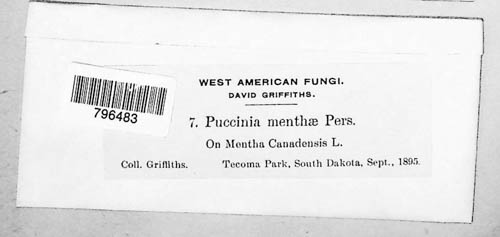 WEST AMERICAN FUNGI.
DAVID GRIFFITHS.
796483
7. Puccinia menthæ Pers.
On Mentha Canadensis L.
Coll. Griffiths. Tecoma Park, South Dakota, Sept., 1895.